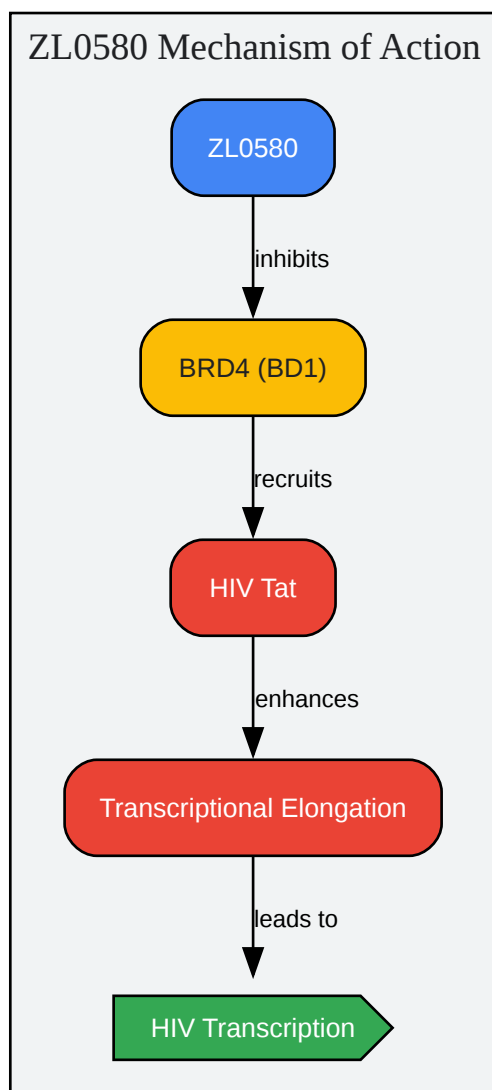 ZL0580 Mechanism of Action
ZL0580
inhibits
BRD4 (BD1)
recruits
HIV Tat
enhances
Transcriptional Elongation
leads to
HIV Transcription